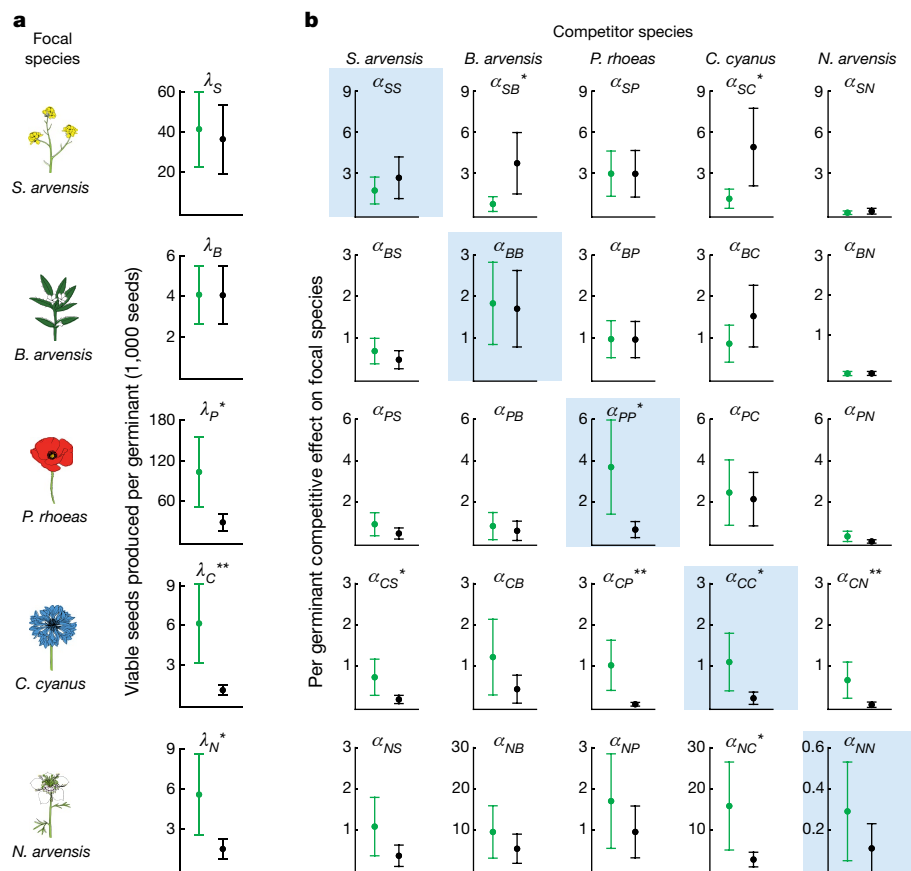 a
b
Focal
species
Competitor species
S. arvensis B. arvensis P. rhoeas C. cyanus N. arvensis
Viable seeds produced per germinant (1,000 seeds)
Per germinant competitive effect on focal species
S. arvensis
λS
60
40
20
αSS
9
6
3
αSB*
9
6
3
αSP
9
6
3
αSC*
9
6
3
αSN
9
6
3
B. arvensis
λB
6
4
2
αBS
3
2
1
αBB
3
2
1
αBP
3
2
1
αBC
3
2
1
αBN
3
2
1
P. rhoeas
λP*
180
120
60
αPS
6
4
2
αPB
6
4
2
αPP*
6
4
2
αPC
6
4
2
αPN
6
4
2
C. cyanus
λC**
9
6
3
αCS*
3
2
1
αCB
3
2
1
αCP**
3
2
1
αCC*
3
2
1
αCN**
3
2
1
N. arvensis
λN*
9
6
3
αNS
3
2
1
αNB
30
20
10
αNP
3
2
1
αNC*
30
20
10
αNN
0.6
0.4
0.2